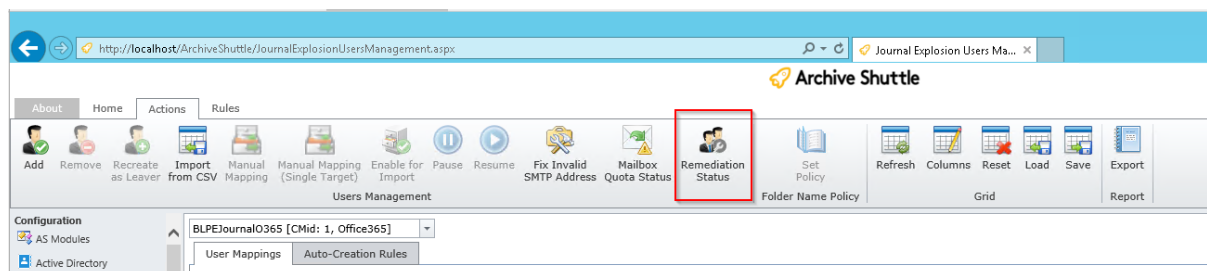 http://localhost/ArchiveShuttle/JournalExplosionUsersManagement.aspx
Journal Explosion Users Ma...
Archive Shuttle
About Home Actions Rules
Add Remove Recreate as Leaver Import from CSV Manual Mapping Manual Mapping (Single Target) Enable for Import Pause Resume Fix Invalid SMTP Address Mailbox Quota Status Remediation Status Set Policy Refresh Columns Reset Load Save Export
Users Management Folder Name Policy Grid Report
Configuration
BLPEJournalO365 [CMid: 1, Office365]
AS Modules
User Mappings Auto-Creation Rules
Active Directory